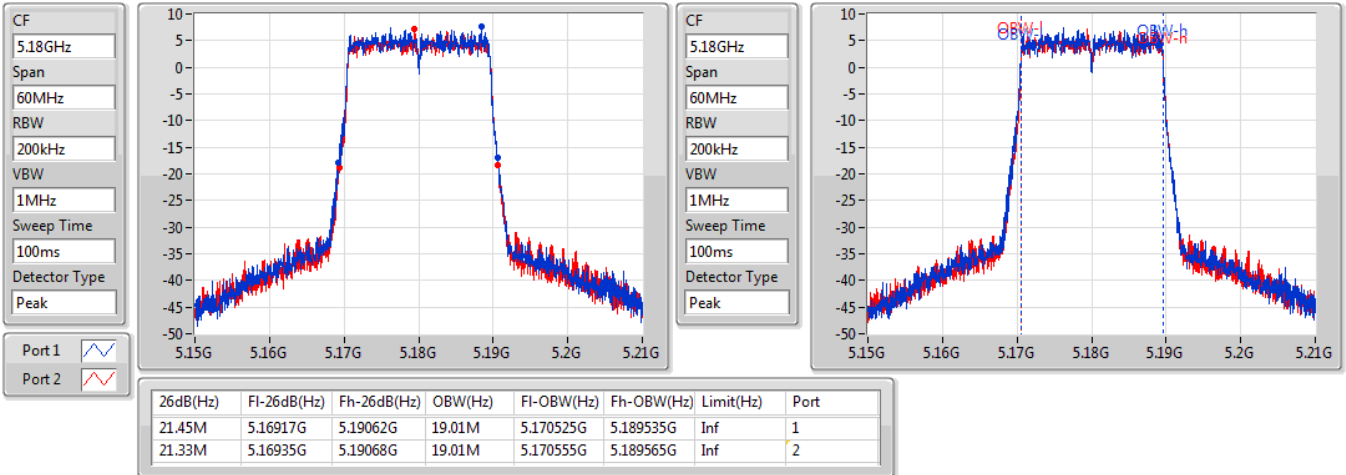 CF
5.18GHz
Span
60MHz
RBW
200kHz
VBW
1MHz
Sweep Time
100ms
Detector Type
Peak
10
5
0
-5
-10
-15
-20
-25
-30
-35
-40
-45
-50
5.15G 5.16G 5.17G 5.18G 5.19G 5.2G 5.21G
Port 1
Port 2
CF
5.18GHz
Span
60MHz
RBW
200kHz
VBW
1MHz
Sweep Time
100ms
Detector Type
Peak
10
5
0
-5
-10
-15
-20
-25
-30
-35
-40
-45
-50
OBW-l
OBW-l
OBW-h
OBW-h
5.15G 5.16G 5.17G 5.18G 5.19G 5.2G 5.21G
26dB(Hz) Fl-26dB(Hz) Fh-26dB(Hz) OBW(Hz) Fl-OBW(Hz) Fh-OBW(Hz) Limit(Hz) Port
21.45M 5.16917G 5.19062G 19.01M 5.170525G 5.189535G Inf 1
21.33M 5.16935G 5.19068G 19.01M 5.170555G 5.189565G Inf 2